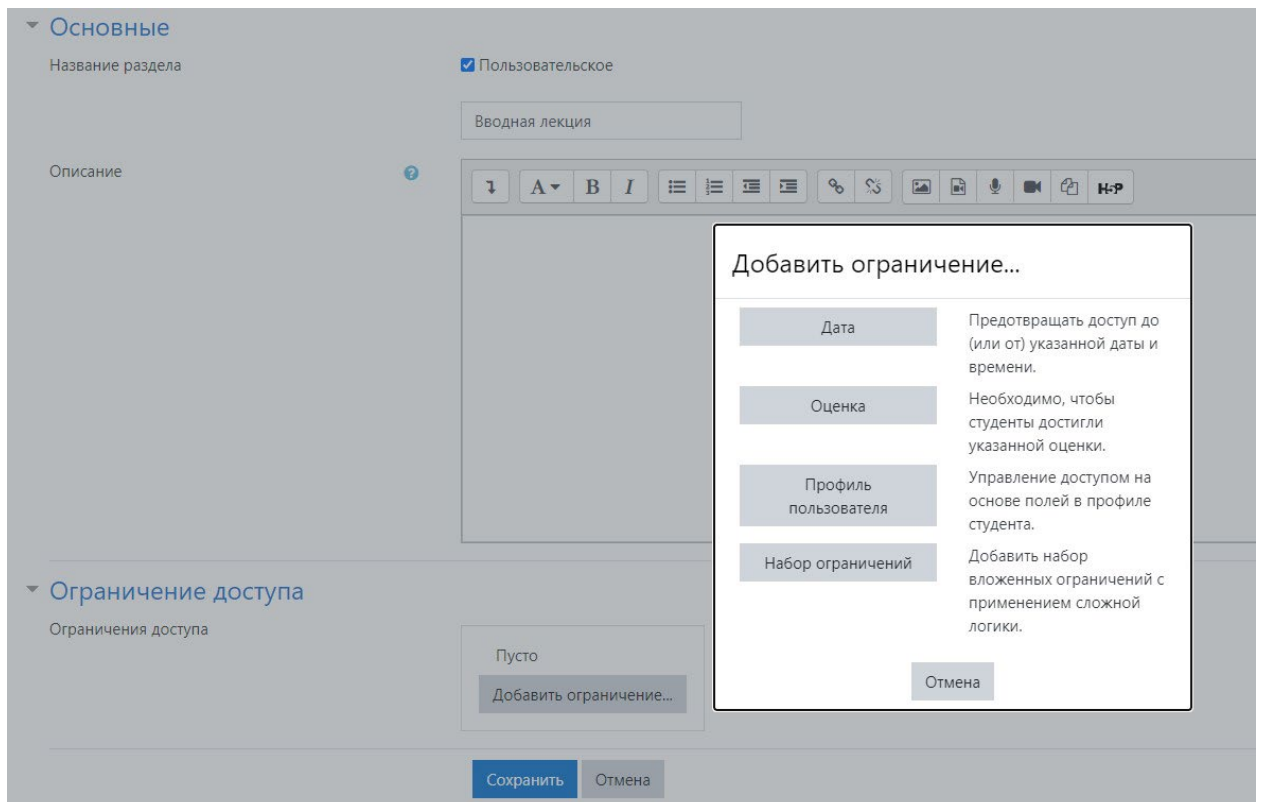 Основные
Название раздела
Пользовательское
Вводная лекция
Описание
?
A B I H-P
Добавить ограничение...
Дата
Предотвращать доступ до
(или от) указанной даты и
времени.
Оценка
Необходимо, чтобы
студенты достигли
указанной оценки.
Профиль
пользователя
Управление доступом на
основе полей в профиле
студента.
Набор ограничений
Добавить набор
вложенных ограничений с
применением сложной
логики.
Отмена
Ограничение доступа
Ограничения доступа
Пусто
Добавить ограничение...
Сохранить
Отмена